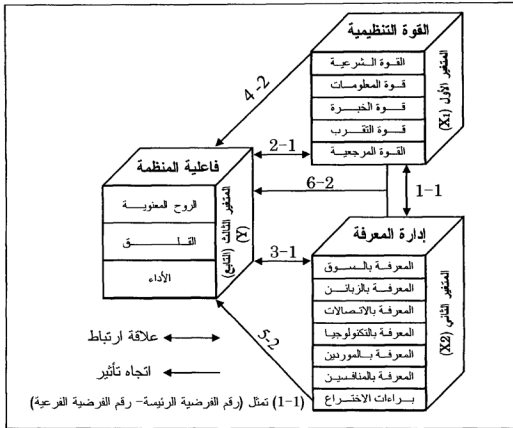 القوة التنظيمية
القوة الشرعية
قوة المعلومات
قوة الخبرة
قوة التقرب
القوة المرجعية
المتغير الأول (X1)
4-2
2-1
6-2
1-1
فاعلية المنظمة
الروح المعنوية
القلق
الأداء
المتغير الثالث (التابع)
(Y)
3-1
5-2
إدارة المعرفة
المعرفة بالسوق
المعرفة بالزبائن
المعرفة بالاتصالات
المعرفة بالتكنولوجيا
المعرفة بالموردين
المعرفة بالمنافسين
براءات الاختراع
المتغير الثاني (X2)
علاقة ارتباط
اتجاه تأثير
(1-1) تمثل (رقم الفرضية الرئيسة- رقم الفرضية الفرعية)